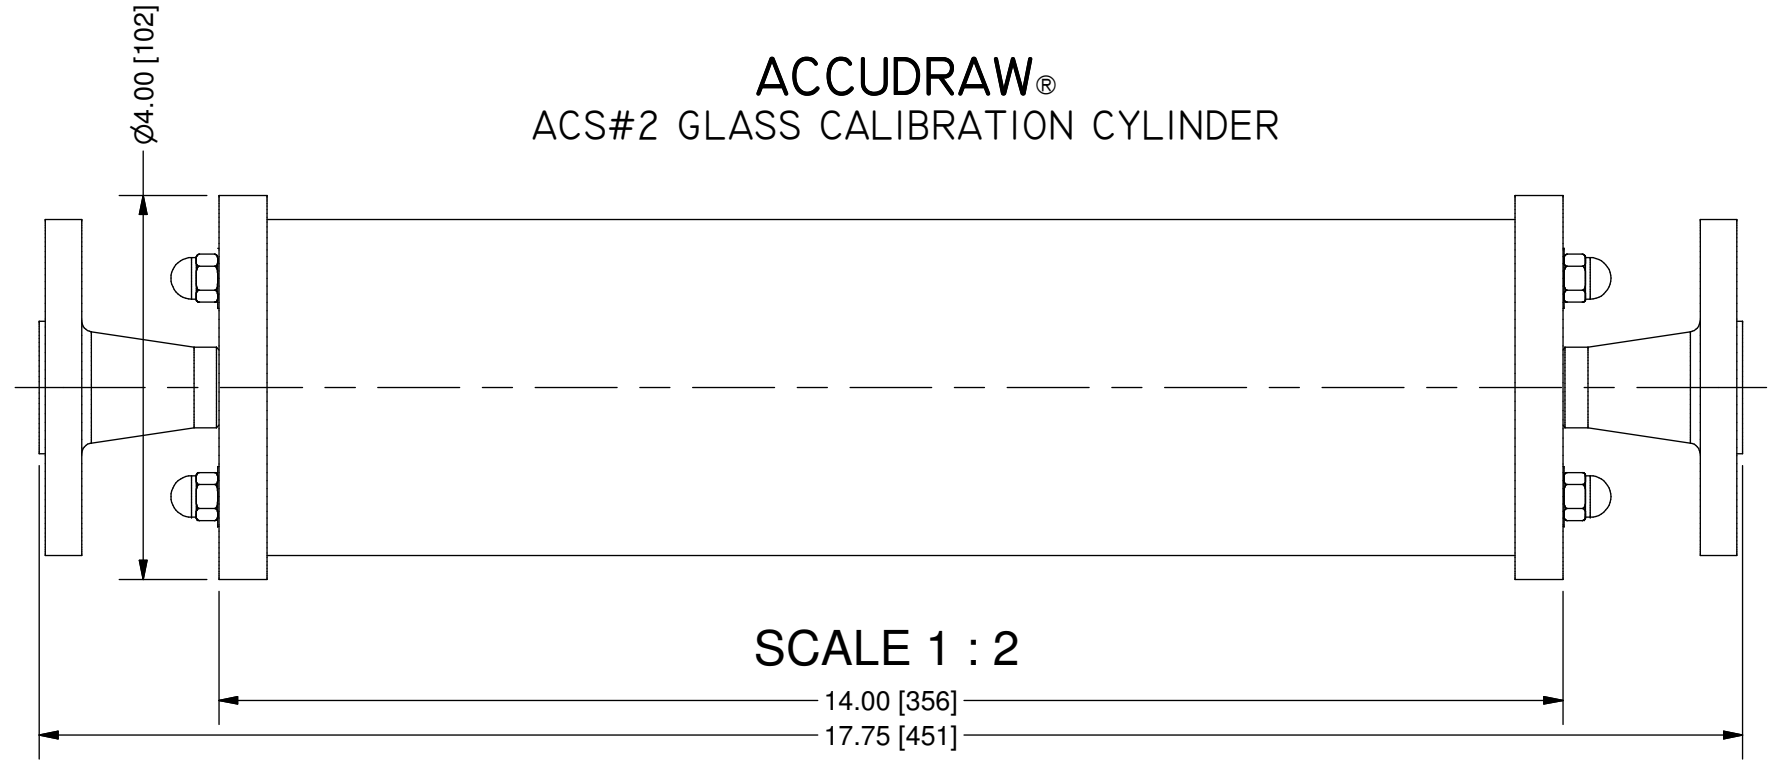 Ø4.00 [102]
ACCUDRAW®
ACS#2 GLASS CALIBRATION CYLINDER
SCALE 1 : 2
14.00 [356]
17.75 [451]